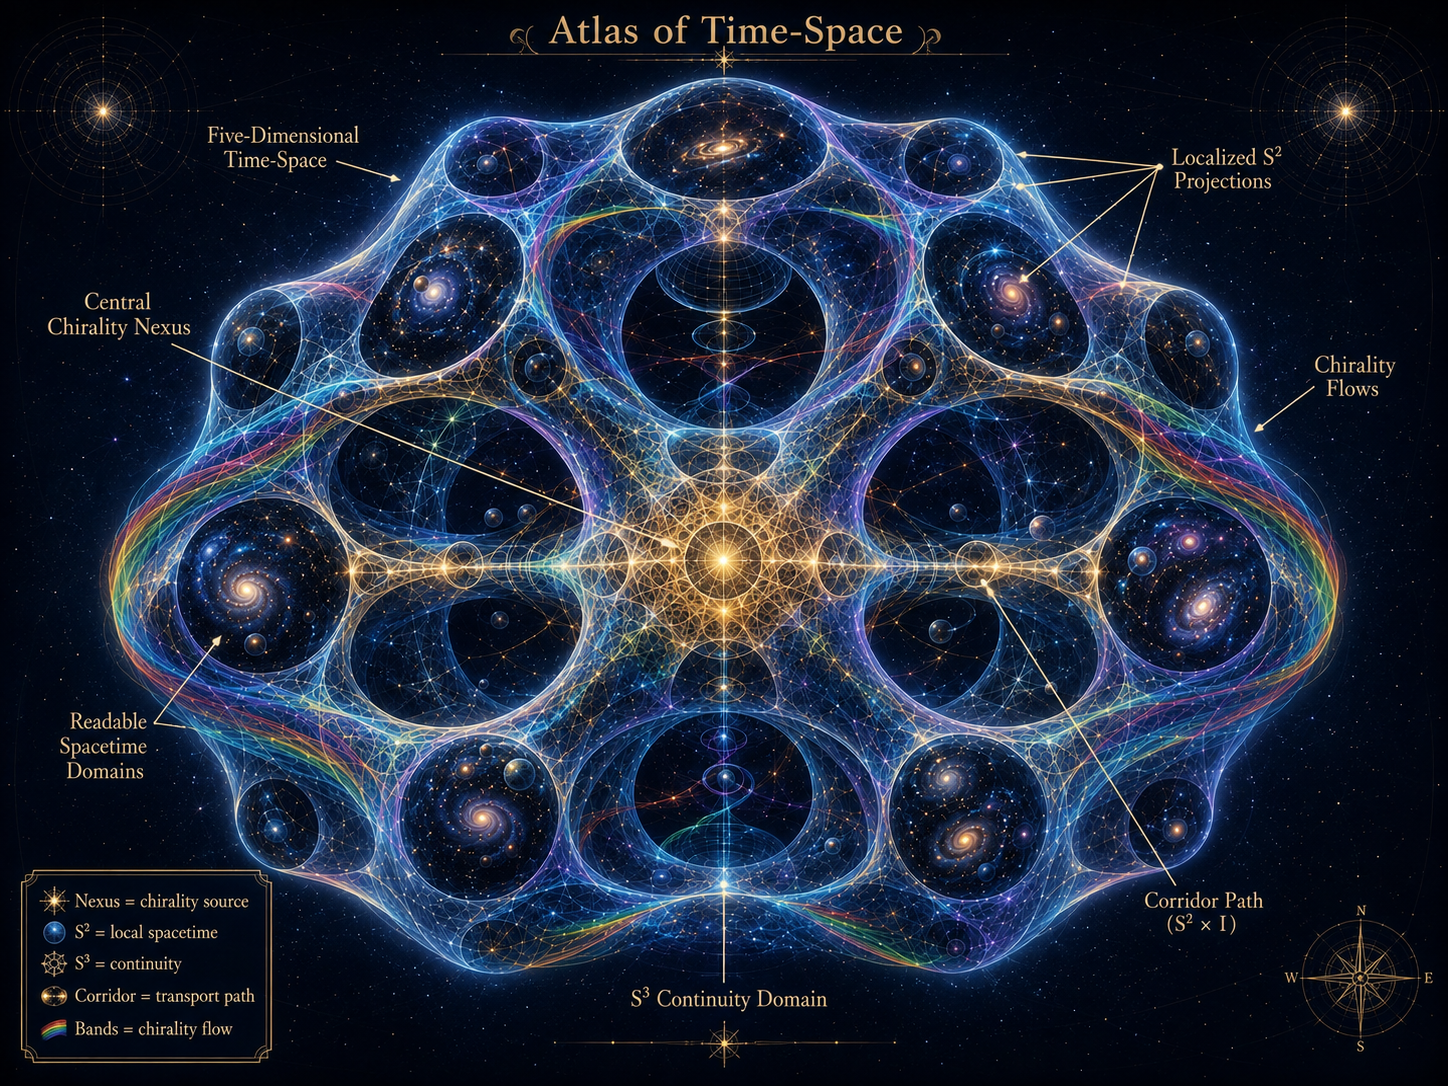 Atlas of Time-Space
Five-Dimensional
Time-Space
Localized S²
Projections
Central
Chirality Nexus
Chirality
Flows
Readable
Spacetime
Domains
Corridor Path
(S² × I)
S³ Continuity Domain
Nexus = chirality source
S² = local spacetime
S³ = continuity
Corridor = transport path
Bands = chirality flow
N
W
E
S